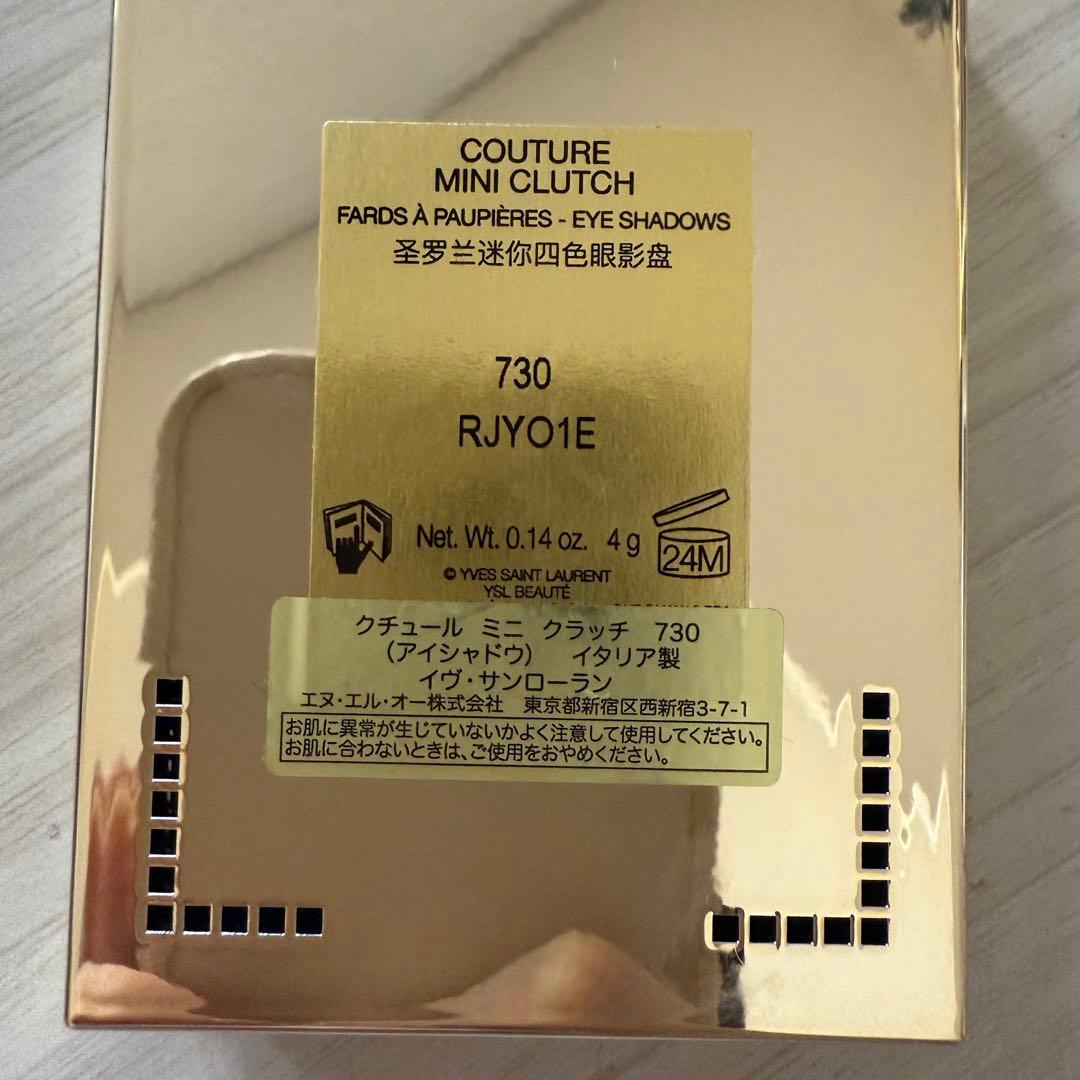 COUTURE
MINI CLUTCH
FARDS À PAUPIÈRES - EYE SHADOWS
圣罗兰迷你四色眼影盘
730
RJYO1E
Net. Wt. 0.14 oz. 4 g
24M
© YVES SAINT LAURENT
YSL BEAUTÉ
クチュール ミニ クラッチ 730
（アイシャドウ） イタリア製
イヴ・サンローラン
エヌ・エル・オー株式会社 東京都新宿区西新宿3-7-1
お肌に異常が生じていないかよく注意して使用してください。
お肌に合わないときは、ご使用をおやめください。